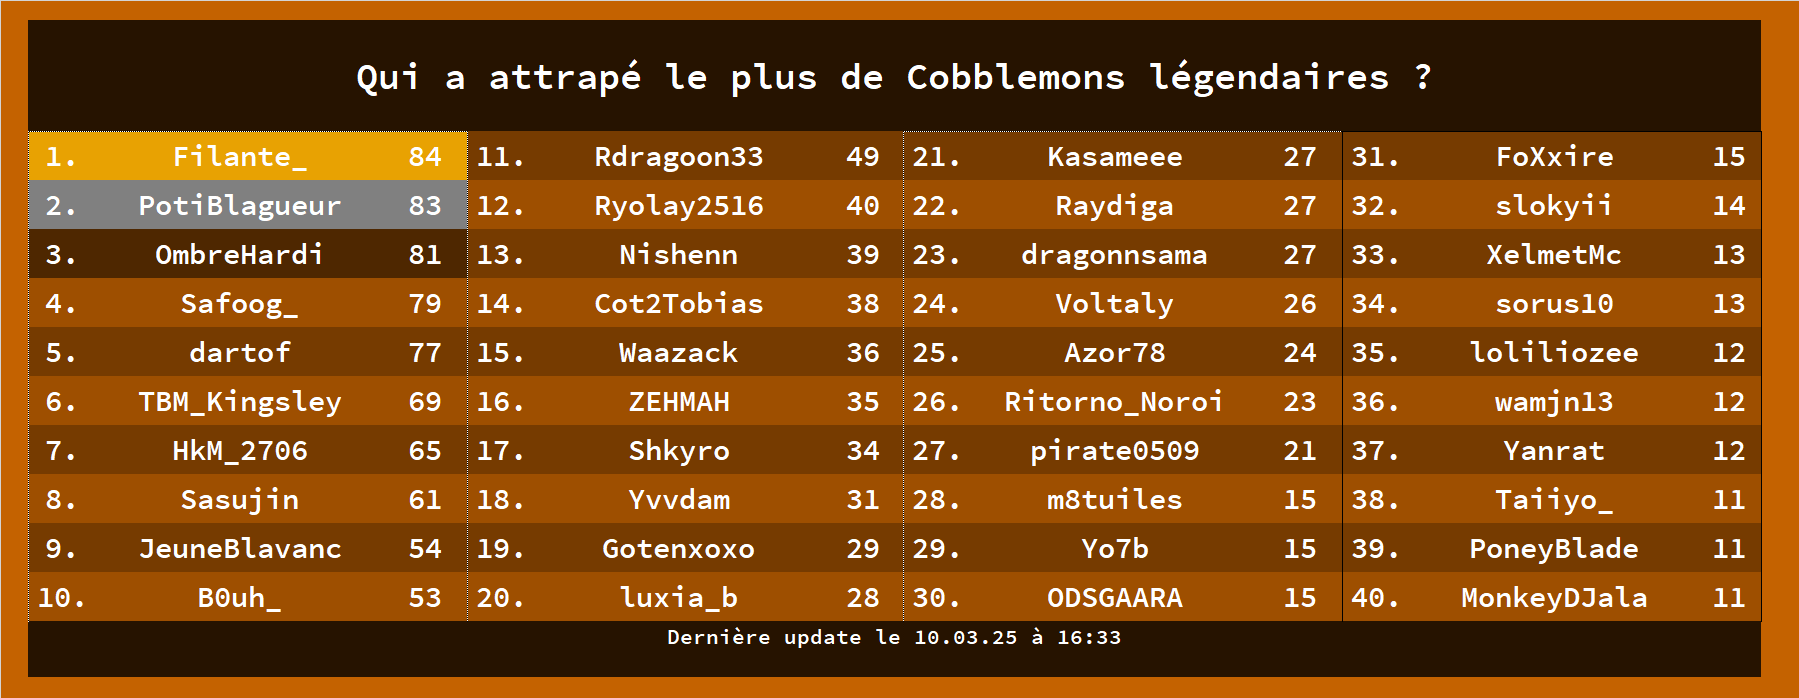 Qui a attrapé le plus de Cobblemons légendaires ?
1. Filante_ 84 11. Rdragoon33 49 21. Kasameee 27 31. FoXxire 15
2. PotiBlagueur 83 12. Ryolay2516 40 22. Raydiga 27 32. slokyii 14
3. OmbreHardi 81 13. Nishenn 39 23. dragonnsama 27 33. XelmetMc 13
4. Safoog_ 79 14. Cot2Tobias 38 24. Voltaly 26 34. sorus10 13
5. dartof 77 15. Waazack 36 25. Azor78 24 35. loliliozee 12
6. TBM_Kingsley 69 16. ZEHMAH 35 26. Ritorno_Noroi 23 36. wamjn13 12
7. HkM_2706 65 17. Shkyro 34 27. pirate0509 21 37. Yanrat 12
8. Sasujin 61 18. Yvvdam 31 28. m8tuiles 15 38. Taiiyo_ 11
9. JeuneBlavanc 54 19. Gotenxoxo 29 29. Yo7b 15 39. PoneyBlade 11
10. B0uh_ 53 20. luxia_b 28 30. ODSGAARA 15 40. MonkeyDJala 11
Dernière update le 10.03.25 à 16:33